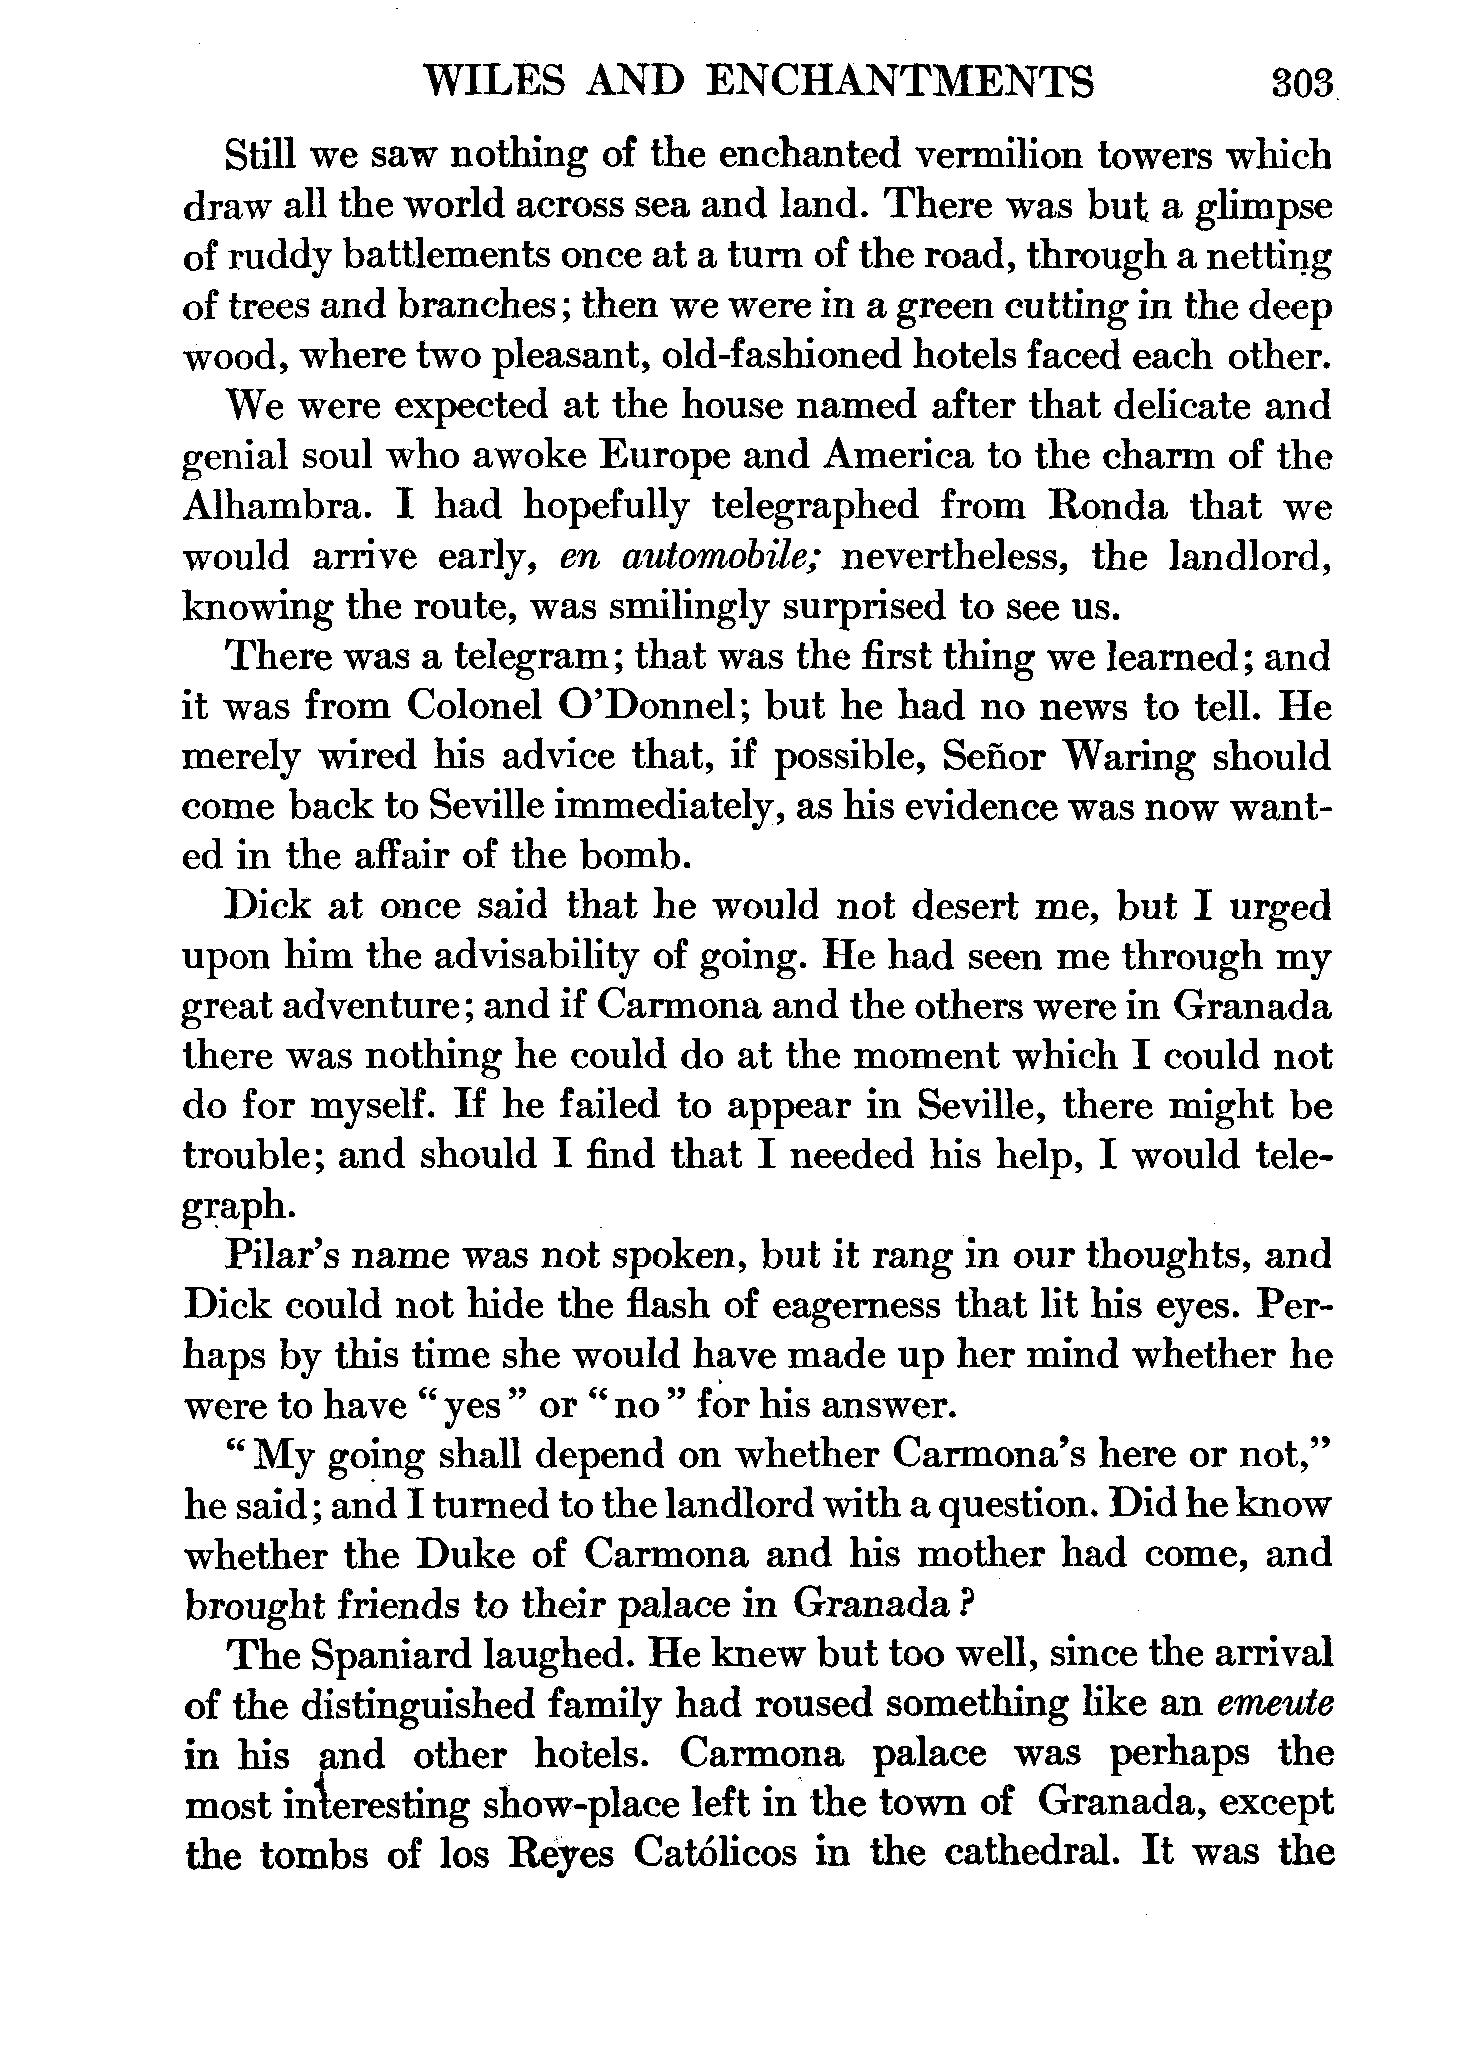 WILES AND ENCHANTMENTS 303
Still we saw nothing of the enchanted vermilion towers which
draw all the world across sea and land. There was but a glimpse
of ruddy battlements once at a turn of the road, through a netting
of trees and branches; then we were in a green cutting in the deep
wood, where two pleasant, old-fashioned hotels faced each other.
We were expected at the house named after that delicate and
genial soul who awoke Europe and America to the charm of the
Alhambra. I had hopefully telegraphed from Ronda that we
would arrive early, en automobile; nevertheless, the landlord,
knowing the route, was smilingly surprised to see us.
There was a telegram; that was the first thing we learned; and
it was from Colonel O'Donnel; but he had no news to tell. He
merely wired his advice that, if possible, Señor Waring should
come back to Seville immediately, as his evidence was now want-
ed in the affair of the bomb.
Dick at once said that he would not desert me, but I urged
upon him the advisability of going. He had seen me through my
great adventure; and if Carmona and the others were in Granada
there was nothing he could do at the moment which I could not
do for myself. If he failed to appear in Seville, there might be
trouble; and should I find that I needed his help, I would tele-
graph.
Pilar's name was not spoken, but it rang in our thoughts, and
Dick could not hide the flash of eagerness that lit his eyes. Per-
haps by this time she would have made up her mind whether he
were to have "yes" or "no" for his answer.
"My going shall depend on whether Carmona's here or not,"
he said; and I turned to the landlord with a question. Did he know
whether the Duke of Carmona and his mother had come, and
brought friends to their palace in Granada?
The Spaniard laughed. He knew but too well, since the arrival
of the distinguished family had roused something like an emeute
in his and other hotels. Carmona palace was perhaps the
most interesting show-place left in the town of Granada, except
the tombs of los Reyes Católicos in the cathedral. It was the